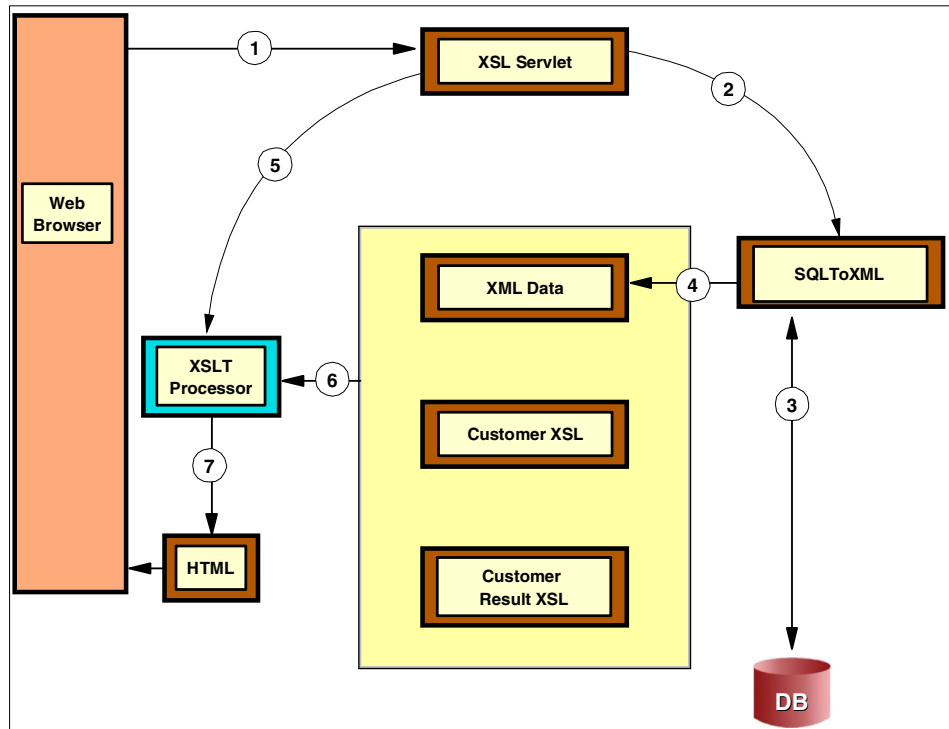 1
XSL Servlet
2
5
Web
Browser
SQLToXML
XML Data
4
XSLT
Processor
6
3
Customer XSL
7
HTML
Customer
Result XSL
DB